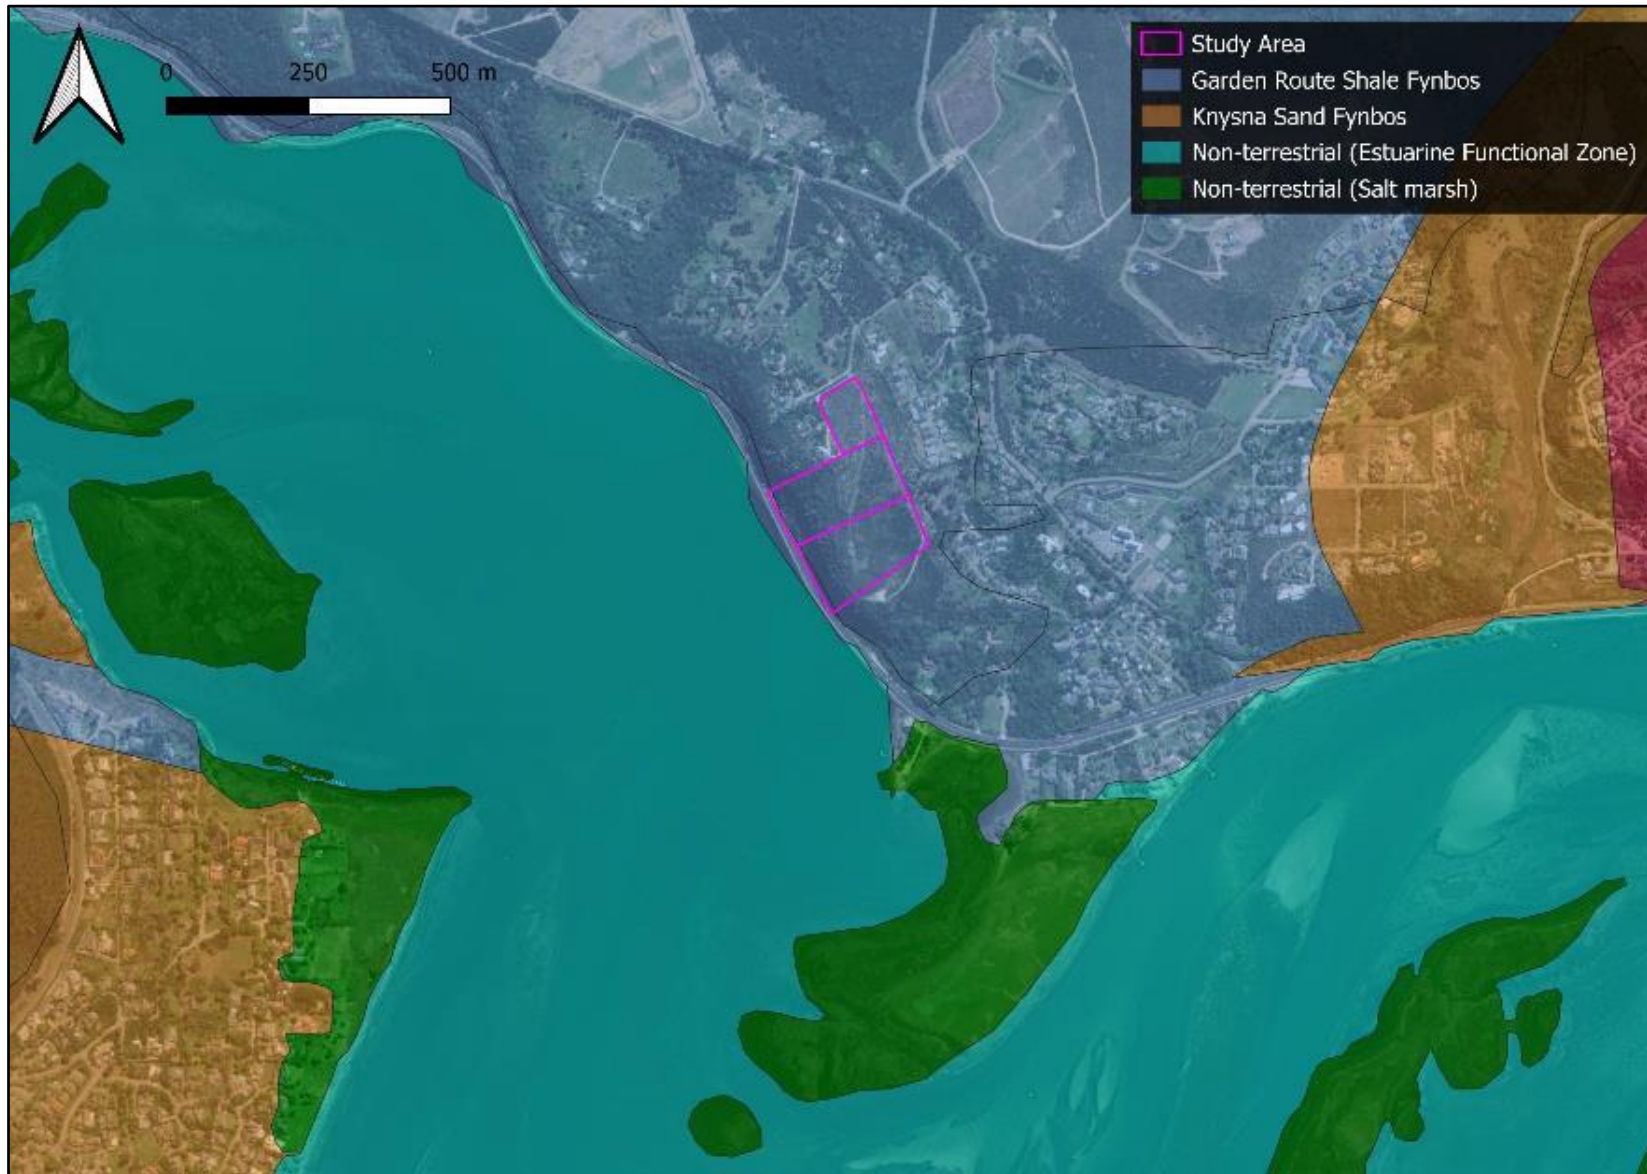 0 250 500 m
Study Area
Garden Route Shale Fynbos
Knysna Sand Fynbos
Non-terrestrial (Estuarine Functional Zone)
Non-terrestrial (Salt marsh)